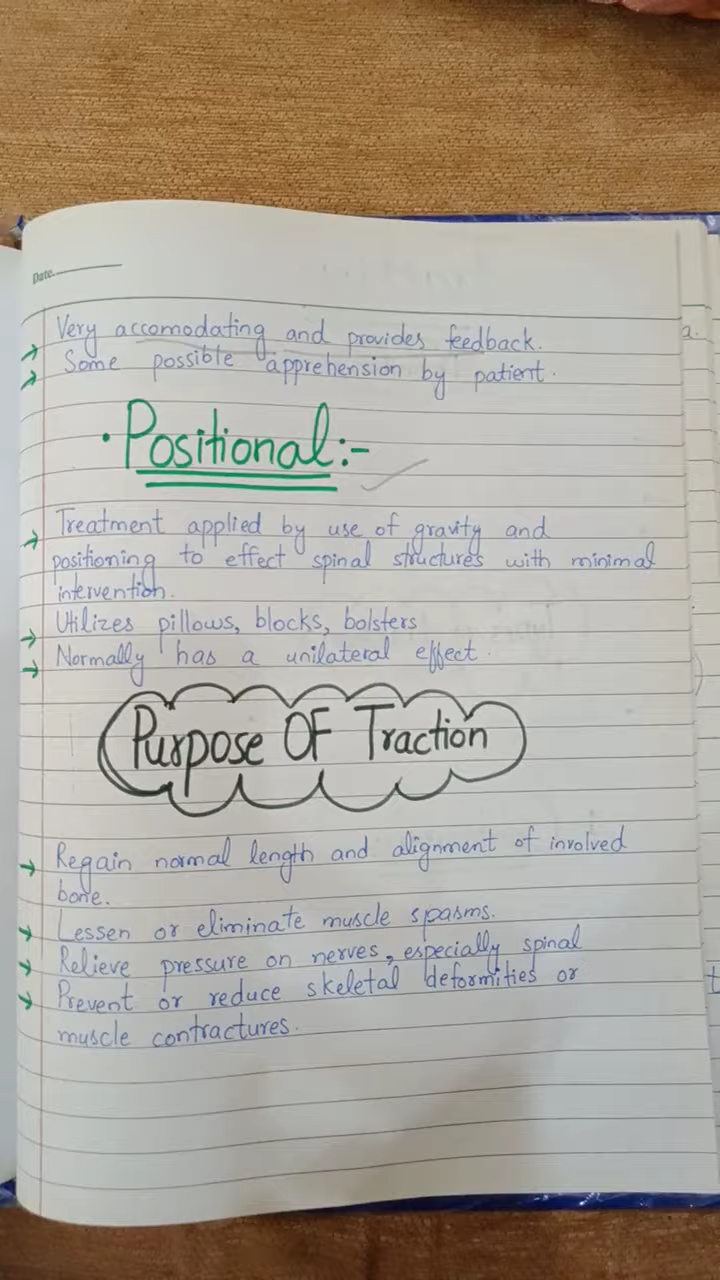 Date.
Very accomodating and provides feedback.
→ Some possible apprehension by patient.
→
• Positional:-
→ Treatment applied by use of gravity and
positioning to effect spinal structures with minimal
intervention.
→ Utilizes pillows, blocks, bolsters
→ Normally has a unilateral effect.
Purpose OF Traction
→ Regain normal length and alignment of involved
bone.
→ Lessen or eliminate muscle spasms.
→ Relieve pressure on nerves, especially spinal
→ Prevent or reduce skeletal deformities or
muscle contractures.
a.
t